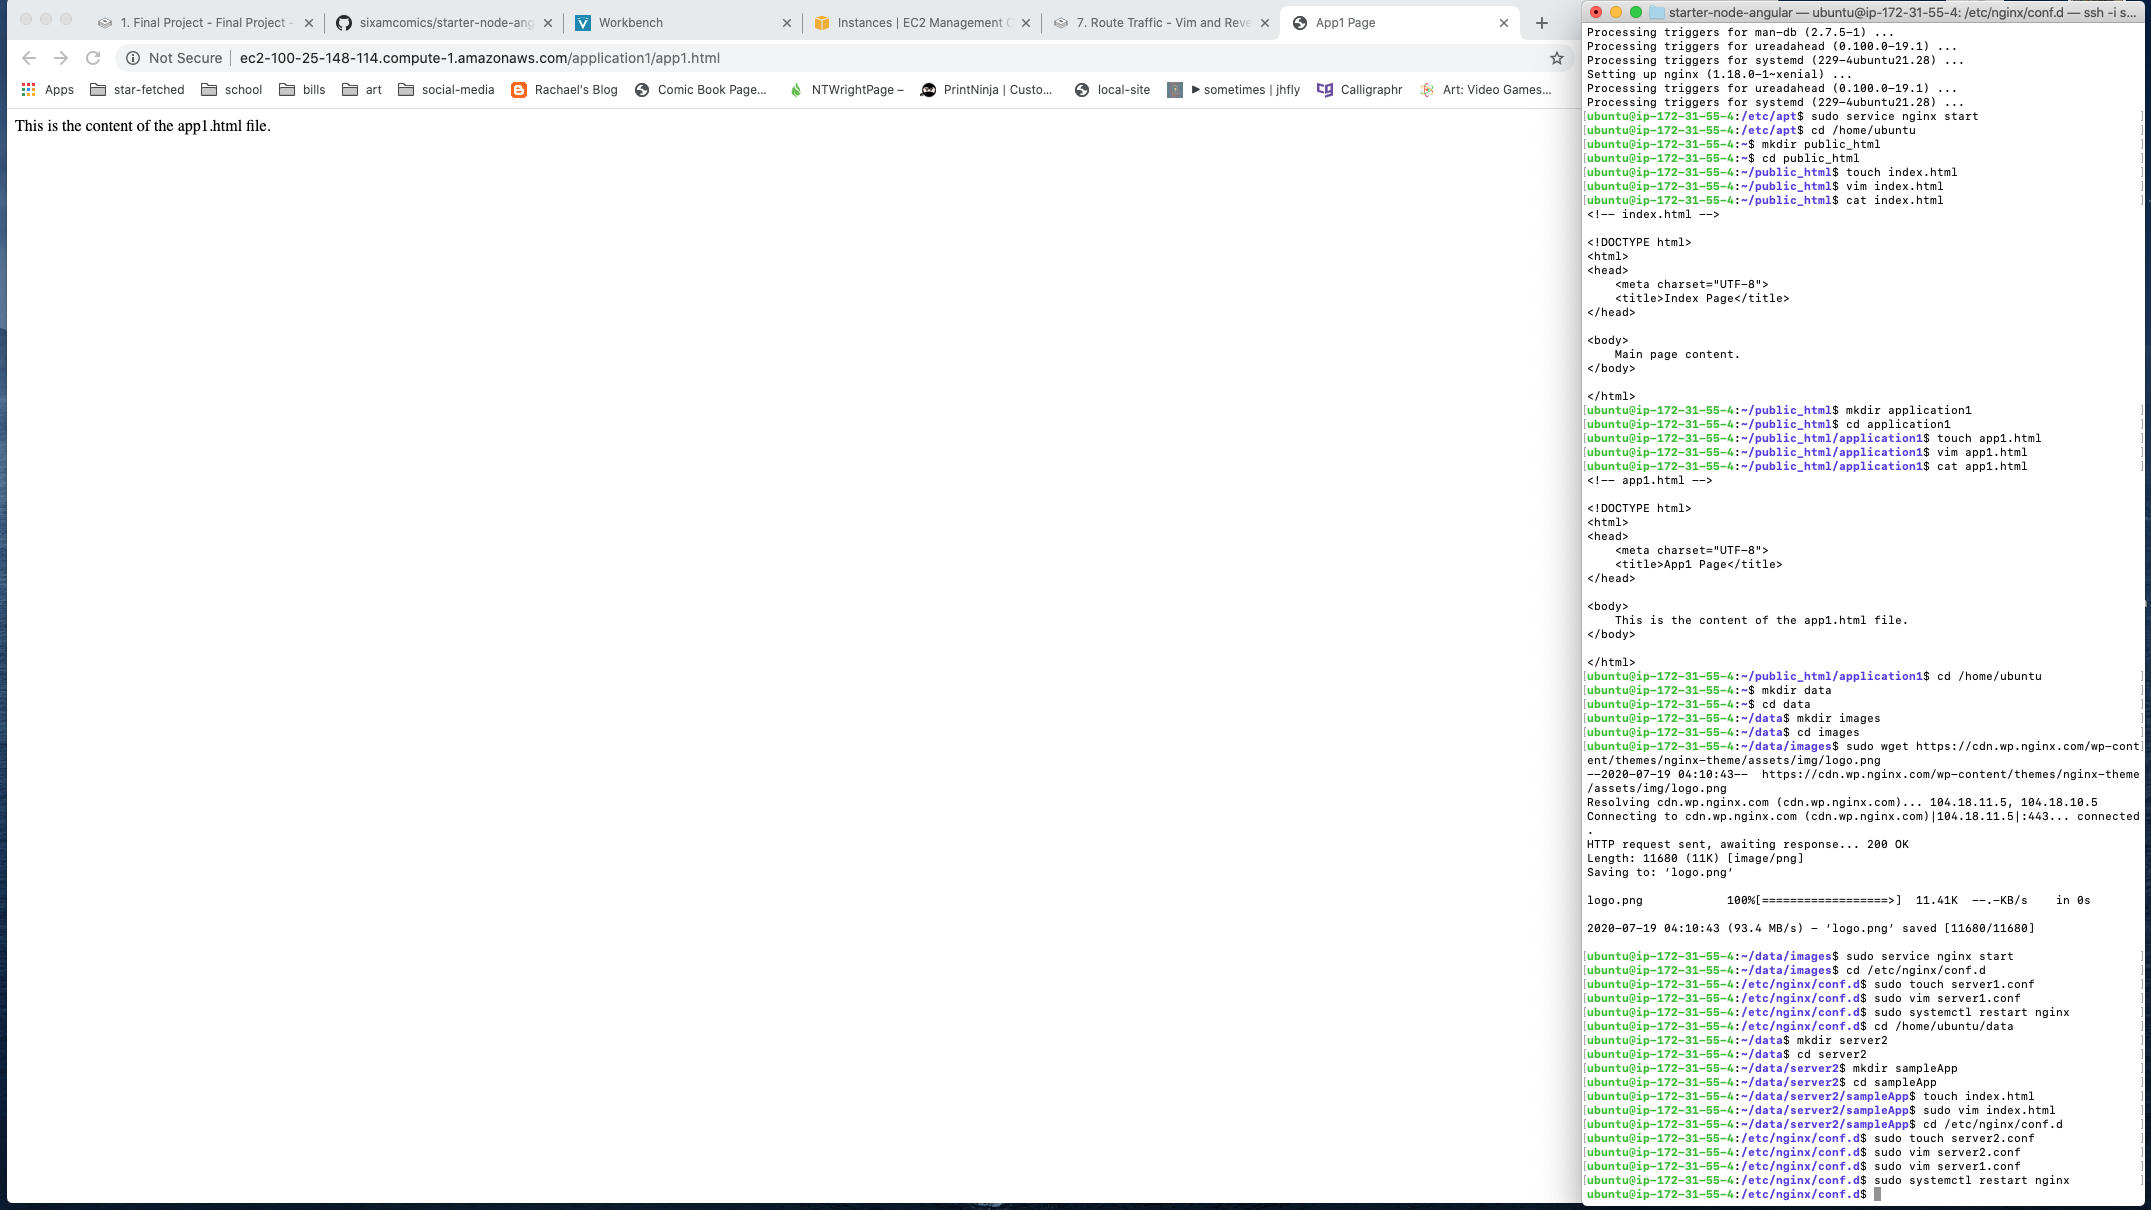 1. Final Project - Final Project -
sixamcomics/starter-node-ang
Workbench
Instances | EC2 Management C
7. Route Traffic - Vim and Reve
App1 Page
Not Secure | ec2-100-25-148-114.compute-1.amazonaws.com/application1/app1.html
Apps star-fetched school bills art social-media Rachael's Blog Comic Book Page... NTWrightPage – PrintNinja | Custo... local-site ►sometimes | jhfly Calligraphr Art: Video Games...
This is the content of the app1.html file.
starter-node-angular — ubuntu@ip-172-31-55-4: /etc/nginx/conf.d — ssh -i s...
Processing triggers for man-db (2.7.5-1) ...
Processing triggers for ureadahead (0.100.0-19.1) ...
Processing triggers for systemd (229-4ubuntu21.28) ...
Setting up nginx (1.18.0-1~xenial) ...
Processing triggers for ureadahead (0.100.0-19.1) ...
Processing triggers for systemd (229-4ubuntu21.28) ...
[ubuntu@ip-172-31-55-4:/etc/apt$ sudo service nginx start ]
[ubuntu@ip-172-31-55-4:/etc/apt$ cd /home/ubuntu ]
[ubuntu@ip-172-31-55-4:~$ mkdir public_html ]
[ubuntu@ip-172-31-55-4:~$ cd public_html ]
[ubuntu@ip-172-31-55-4:~/public_html$ touch index.html ]
[ubuntu@ip-172-31-55-4:~/public_html$ vim index.html ]
[ubuntu@ip-172-31-55-4:~/public_html$ cat index.html ]
<!-- index.html -->
<!DOCTYPE html>
<html>
<head>
<meta charset="UTF-8">
<title>Index Page</title>
</head>
<body>
Main page content.
</body>
</html>
[ubuntu@ip-172-31-55-4:~/public_html$ mkdir application1 ]
[ubuntu@ip-172-31-55-4:~/public_html$ cd application1 ]
[ubuntu@ip-172-31-55-4:~/public_html/application1$ touch app1.html ]
[ubuntu@ip-172-31-55-4:~/public_html/application1$ vim app1.html ]
[ubuntu@ip-172-31-55-4:~/public_html/application1$ cat app1.html ]
<!-- app1.html -->
<!DOCTYPE html>
<html>
<head>
<meta charset="UTF-8">
<title>App1 Page</title>
</head>
<body>
This is the content of the app1.html file.
</body>
</html>
[ubuntu@ip-172-31-55-4:~/public_html/application1$ cd /home/ubuntu ]
[ubuntu@ip-172-31-55-4:~$ mkdir data ]
[ubuntu@ip-172-31-55-4:~$ cd data ]
[ubuntu@ip-172-31-55-4:~/data$ mkdir images ]
[ubuntu@ip-172-31-55-4:~/data$ cd images ]
[ubuntu@ip-172-31-55-4:~/data/images$ sudo wget https://cdn.wp.nginx.com/wp-cont]
ent/themes/nginx-theme/assets/img/logo.png
--2020-07-19 04:10:43-- https://cdn.wp.nginx.com/wp-content/themes/nginx-theme
/assets/img/logo.png
Resolving cdn.wp.nginx.com (cdn.wp.nginx.com)... 104.18.11.5, 104.18.10.5
Connecting to cdn.wp.nginx.com (cdn.wp.nginx.com)|104.18.11.5|:443... connected
.
HTTP request sent, awaiting response... 200 OK
Length: 11680 (11K) [image/png]
Saving to: ‘logo.png’
logo.png 100%[==================>] 11.41K --.-KB/s in 0s
2020-07-19 04:10:43 (93.4 MB/s) - ‘logo.png’ saved [11680/11680]
[ubuntu@ip-172-31-55-4:~/data/images$ sudo service nginx start ]
[ubuntu@ip-172-31-55-4:~/data/images$ cd /etc/nginx/conf.d ]
[ubuntu@ip-172-31-55-4:/etc/nginx/conf.d$ sudo touch server1.conf ]
[ubuntu@ip-172-31-55-4:/etc/nginx/conf.d$ sudo vim server1.conf ]
[ubuntu@ip-172-31-55-4:/etc/nginx/conf.d$ sudo systemctl restart nginx ]
[ubuntu@ip-172-31-55-4:/etc/nginx/conf.d$ cd /home/ubuntu/data ]
[ubuntu@ip-172-31-55-4:~/data$ mkdir server2 ]
[ubuntu@ip-172-31-55-4:~/data$ cd server2 ]
[ubuntu@ip-172-31-55-4:~/data/server2$ mkdir sampleApp ]
[ubuntu@ip-172-31-55-4:~/data/server2$ cd sampleApp ]
[ubuntu@ip-172-31-55-4:~/data/server2/sampleApp$ touch index.html ]
[ubuntu@ip-172-31-55-4:~/data/server2/sampleApp$ sudo vim index.html ]
[ubuntu@ip-172-31-55-4:~/data/server2/sampleApp$ cd /etc/nginx/conf.d ]
[ubuntu@ip-172-31-55-4:/etc/nginx/conf.d$ sudo touch server2.conf ]
[ubuntu@ip-172-31-55-4:/etc/nginx/conf.d$ sudo vim server2.conf ]
[ubuntu@ip-172-31-55-4:/etc/nginx/conf.d$ sudo vim server1.conf ]
[ubuntu@ip-172-31-55-4:/etc/nginx/conf.d$ sudo systemctl restart nginx ]
ubuntu@ip-172-31-55-4:/etc/nginx/conf.d$